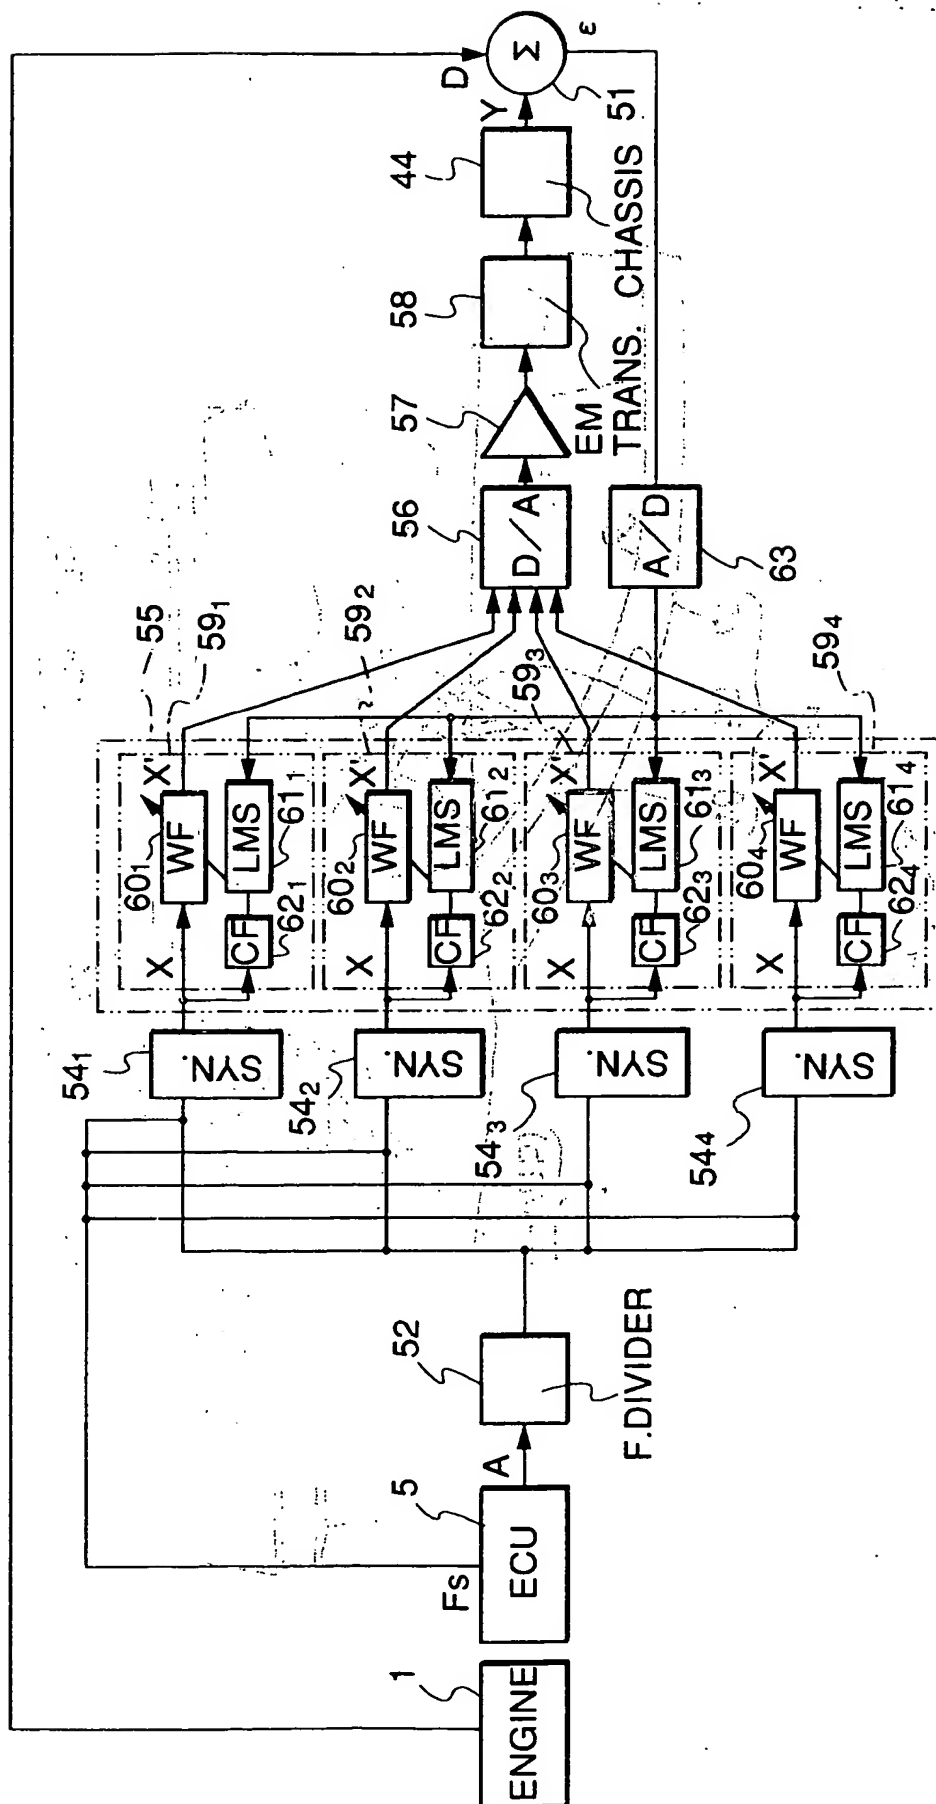 ENGINE
1
ECU
5
Fs
A
52
F.DIVIDER
54₁
SYN.
54₂
SYN.
54₃
SYN.
54₄
SYN.
55
59₁
X
60₁
WF
X'
CF
62₁
LMS
61₁
59₂
X
60₂
WF
X'
CF
62₂
LMS
61₂
59₃
X
60₃
WF
X'
CF
62₃
LMS
61₃
59₄
X
60₄
WF
X'
CF
62₄
LMS
61₄
56
D/A
A/D
63
57
58
EM
TRANS.
44
CHASSIS
Y
D
Σ
51
ε